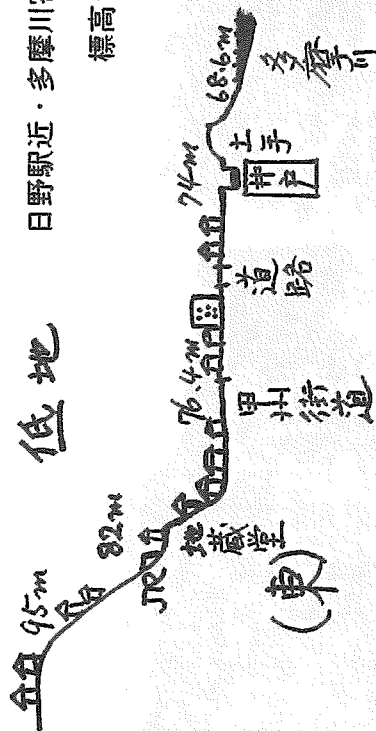 日野駅近・多摩川
標高
低地
95m
82m
76.4m
74m
68.6m
JR
地蔵堂
甲州街道
道路
井戸
土手
多摩川
(東)